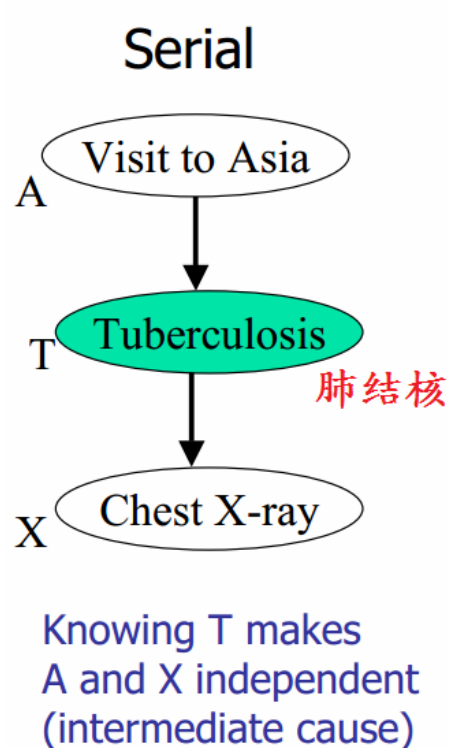 Serial
Visit to Asia
A
Tuberculosis
T
肺结核
Chest X-ray
X
Knowing T makes
A and X independent
(intermediate cause)